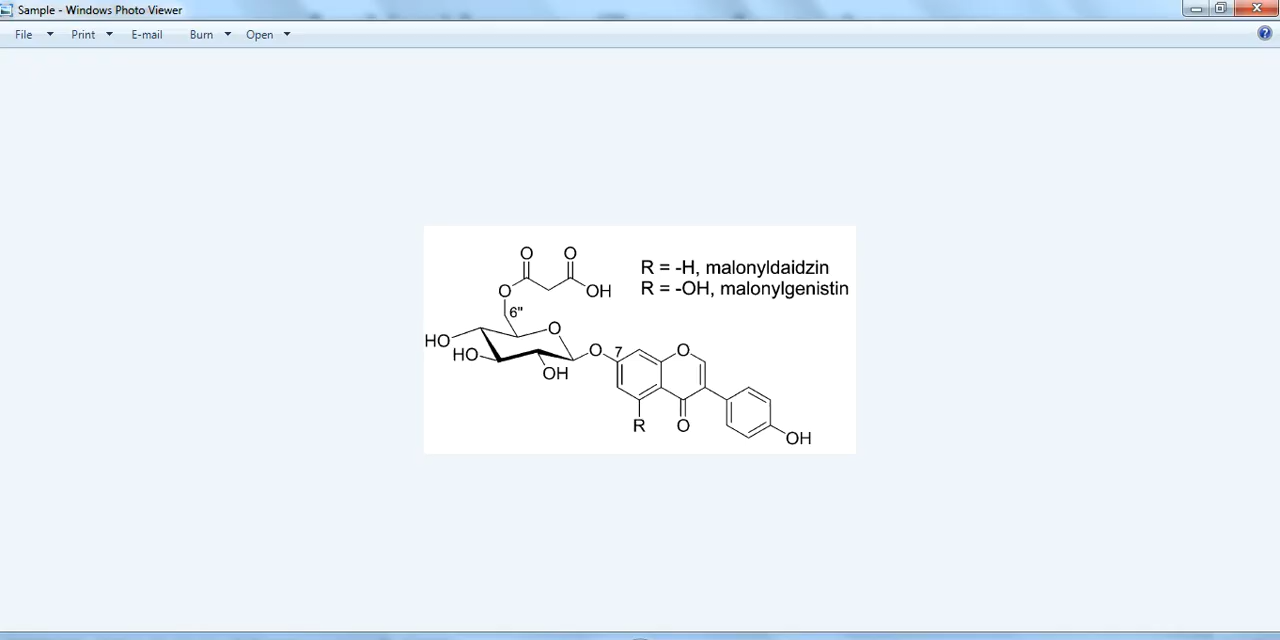 Sample - Windows Photo Viewer
File Print E-mail Burn Open
O O
R = -H, malonyldaidzin
R = -OH, malonylgenistin
O OH
6"
O
HO
HO O 7 O
OH
R O
OH